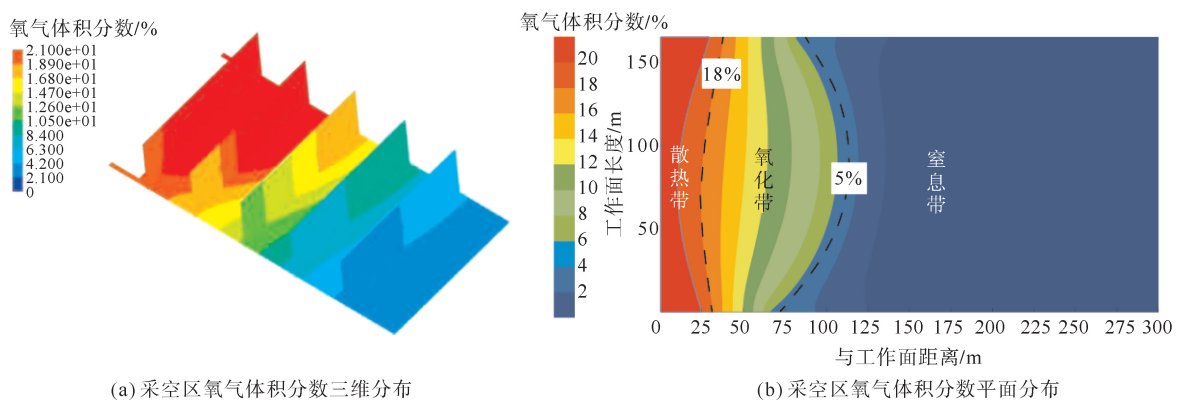 氧气体积分数/%
2.100e+01
1.890e+01
1.680e+01
1.470e+01
1.260e+01
1.050e+01
8.400
6.300
4.200
2.100
0
(a) 采空区氧气体积分数三维分布
氧气体积分数/%
20
18
16
14
12
10
8
6
4
2
工作面长度/m
150
100
50
18%
5%
散热带
氧化带
窒息带
0 25 50 75 100 125 150 175 200 225 250 275 300
与工作面距离/m
(b) 采空区氧气体积分数平面分布